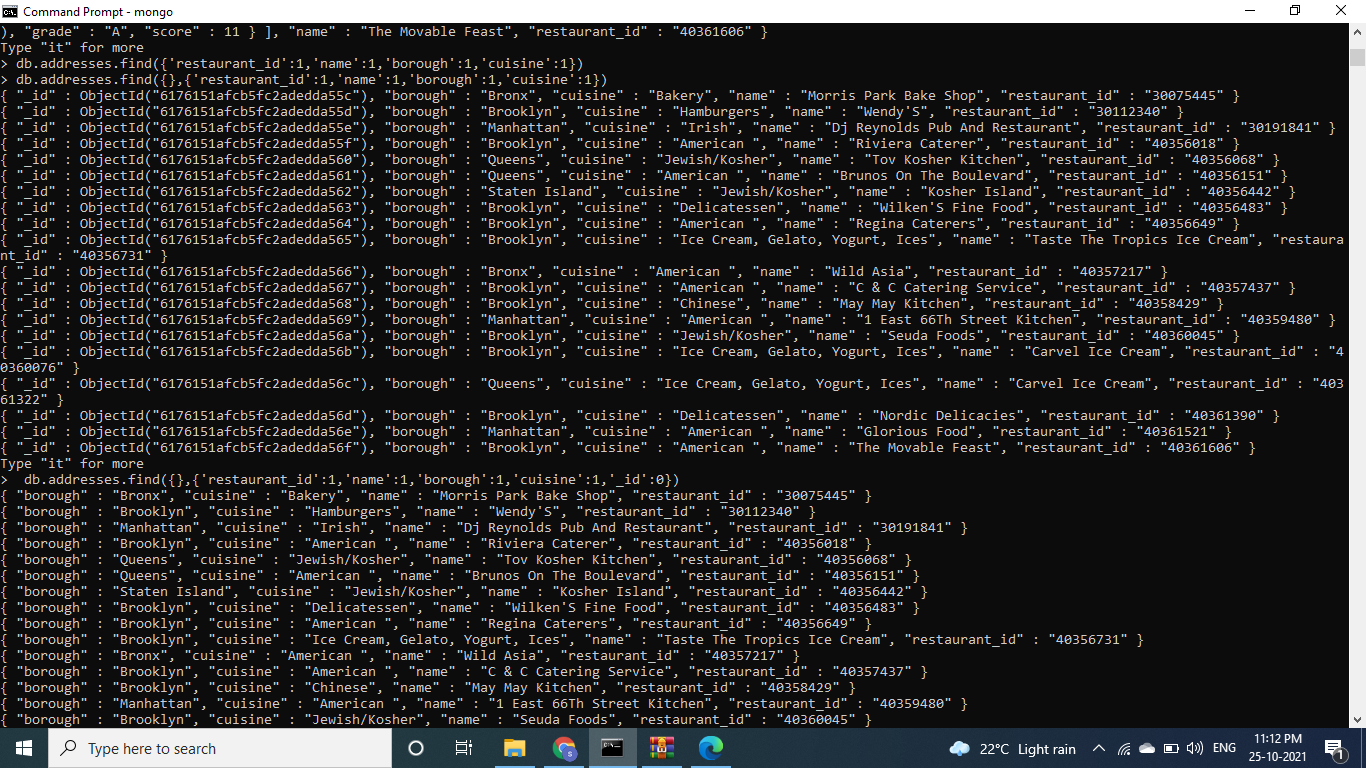 Command Prompt - mongo
), "grade" : "A", "score" : 11 } ], "name" : "The Movable Feast", "restaurant_id" : "40361606" }
Type "it" for more
> db.addresses.find({'restaurant_id':1,'name':1,'borough':1,'cuisine':1})
> db.addresses.find({},{'restaurant_id':1,'name':1,'borough':1,'cuisine':1})
{ "_id" : ObjectId("6176151afcb5fc2adedda55c"), "borough" : "Bronx", "cuisine" : "Bakery", "name" : "Morris Park Bake Shop", "restaurant_id" : "30075445" }
{ "_id" : ObjectId("6176151afcb5fc2adedda55d"), "borough" : "Brooklyn", "cuisine" : "Hamburgers", "name" : "Wendy'S", "restaurant_id" : "30112340" }
{ "_id" : ObjectId("6176151afcb5fc2adedda55e"), "borough" : "Manhattan", "cuisine" : "Irish", "name" : "Dj Reynolds Pub And Restaurant", "restaurant_id" : "30191841" }
{ "_id" : ObjectId("6176151afcb5fc2adedda55f"), "borough" : "Brooklyn", "cuisine" : "American ", "name" : "Riviera Caterer", "restaurant_id" : "40356018" }
{ "_id" : ObjectId("6176151afcb5fc2adedda560"), "borough" : "Queens", "cuisine" : "Jewish/Kosher", "name" : "Tov Kosher Kitchen", "restaurant_id" : "40356068" }
{ "_id" : ObjectId("6176151afcb5fc2adedda561"), "borough" : "Queens", "cuisine" : "American ", "name" : "Brunos On The Boulevard", "restaurant_id" : "40356151" }
{ "_id" : ObjectId("6176151afcb5fc2adedda562"), "borough" : "Staten Island", "cuisine" : "Jewish/Kosher", "name" : "Kosher Island", "restaurant_id" : "40356442" }
{ "_id" : ObjectId("6176151afcb5fc2adedda563"), "borough" : "Brooklyn", "cuisine" : "Delicatessen", "name" : "Wilken'S Fine Food", "restaurant_id" : "40356483" }
{ "_id" : ObjectId("6176151afcb5fc2adedda564"), "borough" : "Brooklyn", "cuisine" : "American ", "name" : "Regina Caterers", "restaurant_id" : "40356649" }
{ "_id" : ObjectId("6176151afcb5fc2adedda565"), "borough" : "Brooklyn", "cuisine" : "Ice Cream, Gelato, Yogurt, Ices", "name" : "Taste The Tropics Ice Cream", "restaura
nt_id" : "40356731" }
{ "_id" : ObjectId("6176151afcb5fc2adedda566"), "borough" : "Bronx", "cuisine" : "American ", "name" : "Wild Asia", "restaurant_id" : "40357217" }
{ "_id" : ObjectId("6176151afcb5fc2adedda567"), "borough" : "Brooklyn", "cuisine" : "American ", "name" : "C & C Catering Service", "restaurant_id" : "40357437" }
{ "_id" : ObjectId("6176151afcb5fc2adedda568"), "borough" : "Brooklyn", "cuisine" : "Chinese", "name" : "May May Kitchen", "restaurant_id" : "40358429" }
{ "_id" : ObjectId("6176151afcb5fc2adedda569"), "borough" : "Manhattan", "cuisine" : "American ", "name" : "1 East 66Th Street Kitchen", "restaurant_id" : "40359480" }
{ "_id" : ObjectId("6176151afcb5fc2adedda56a"), "borough" : "Brooklyn", "cuisine" : "Jewish/Kosher", "name" : "Seuda Foods", "restaurant_id" : "40360045" }
{ "_id" : ObjectId("6176151afcb5fc2adedda56b"), "borough" : "Brooklyn", "cuisine" : "Ice Cream, Gelato, Yogurt, Ices", "name" : "Carvel Ice Cream", "restaurant_id" : "4
0360076" }
{ "_id" : ObjectId("6176151afcb5fc2adedda56c"), "borough" : "Queens", "cuisine" : "Ice Cream, Gelato, Yogurt, Ices", "name" : "Carvel Ice Cream", "restaurant_id" : "403
61322" }
{ "_id" : ObjectId("6176151afcb5fc2adedda56d"), "borough" : "Brooklyn", "cuisine" : "Delicatessen", "name" : "Nordic Delicacies", "restaurant_id" : "40361390" }
{ "_id" : ObjectId("6176151afcb5fc2adedda56e"), "borough" : "Manhattan", "cuisine" : "American ", "name" : "Glorious Food", "restaurant_id" : "40361521" }
{ "_id" : ObjectId("6176151afcb5fc2adedda56f"), "borough" : "Brooklyn", "cuisine" : "American ", "name" : "The Movable Feast", "restaurant_id" : "40361606" }
Type "it" for more
>  db.addresses.find({},{'restaurant_id':1,'name':1,'borough':1,'cuisine':1,'_id':0})
{ "borough" : "Bronx", "cuisine" : "Bakery", "name" : "Morris Park Bake Shop", "restaurant_id" : "30075445" }
{ "borough" : "Brooklyn", "cuisine" : "Hamburgers", "name" : "Wendy'S", "restaurant_id" : "30112340" }
{ "borough" : "Manhattan", "cuisine" : "Irish", "name" : "Dj Reynolds Pub And Restaurant", "restaurant_id" : "30191841" }
{ "borough" : "Brooklyn", "cuisine" : "American ", "name" : "Riviera Caterer", "restaurant_id" : "40356018" }
{ "borough" : "Queens", "cuisine" : "Jewish/Kosher", "name" : "Tov Kosher Kitchen", "restaurant_id" : "40356068" }
{ "borough" : "Queens", "cuisine" : "American ", "name" : "Brunos On The Boulevard", "restaurant_id" : "40356151" }
{ "borough" : "Staten Island", "cuisine" : "Jewish/Kosher", "name" : "Kosher Island", "restaurant_id" : "40356442" }
{ "borough" : "Brooklyn", "cuisine" : "Delicatessen", "name" : "Wilken'S Fine Food", "restaurant_id" : "40356483" }
{ "borough" : "Brooklyn", "cuisine" : "American ", "name" : "Regina Caterers", "restaurant_id" : "40356649" }
{ "borough" : "Brooklyn", "cuisine" : "Ice Cream, Gelato, Yogurt, Ices", "name" : "Taste The Tropics Ice Cream", "restaurant_id" : "40356731" }
{ "borough" : "Bronx", "cuisine" : "American ", "name" : "Wild Asia", "restaurant_id" : "40357217" }
{ "borough" : "Brooklyn", "cuisine" : "American ", "name" : "C & C Catering Service", "restaurant_id" : "40357437" }
{ "borough" : "Brooklyn", "cuisine" : "Chinese", "name" : "May May Kitchen", "restaurant_id" : "40358429" }
{ "borough" : "Manhattan", "cuisine" : "American ", "name" : "1 East 66Th Street Kitchen", "restaurant_id" : "40359480" }
{ "borough" : "Brooklyn", "cuisine" : "Jewish/Kosher", "name" : "Seuda Foods", "restaurant_id" : "40360045" }
Type here to search
22°C Light rain
ENG
11:12 PM
25-10-2021
1